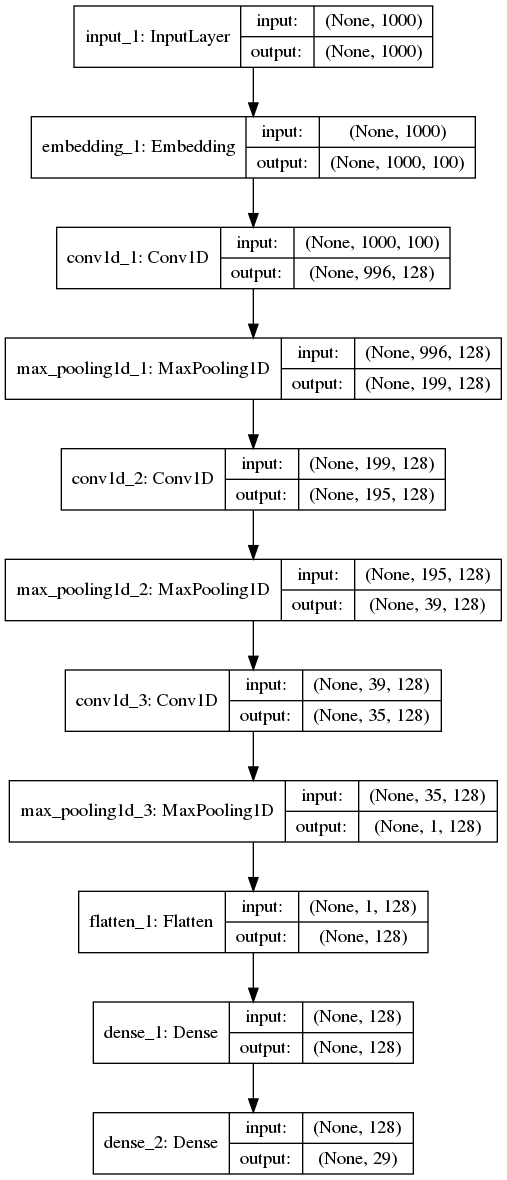 input_1: InputLayer
input: (None, 1000)
output: (None, 1000)
embedding_1: Embedding
input: (None, 1000)
output: (None, 1000, 100)
conv1d_1: Conv1D
input: (None, 1000, 100)
output: (None, 996, 128)
max_pooling1d_1: MaxPooling1D
input: (None, 996, 128)
output: (None, 199, 128)
conv1d_2: Conv1D
input: (None, 199, 128)
output: (None, 195, 128)
max_pooling1d_2: MaxPooling1D
input: (None, 195, 128)
output: (None, 39, 128)
conv1d_3: Conv1D
input: (None, 39, 128)
output: (None, 35, 128)
max_pooling1d_3: MaxPooling1D
input: (None, 35, 128)
output: (None, 1, 128)
flatten_1: Flatten
input: (None, 1, 128)
output: (None, 128)
dense_1: Dense
input: (None, 128)
output: (None, 128)
dense_2: Dense
input: (None, 128)
output: (None, 29)